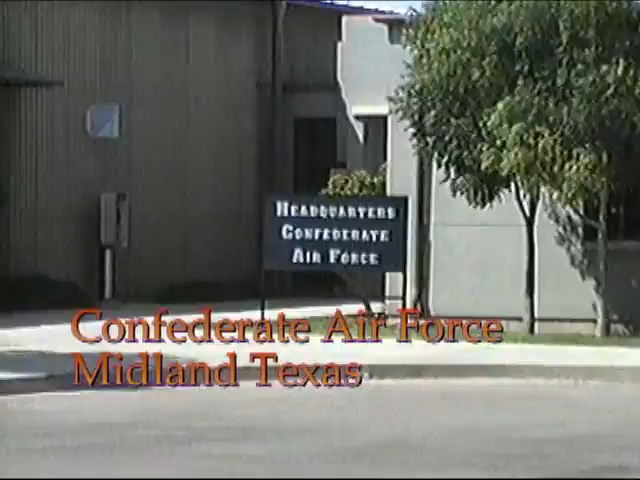 HEADQUARTERS
CONFEDERATE
AIR FORCE
Confederate Air Force
Midland Texas